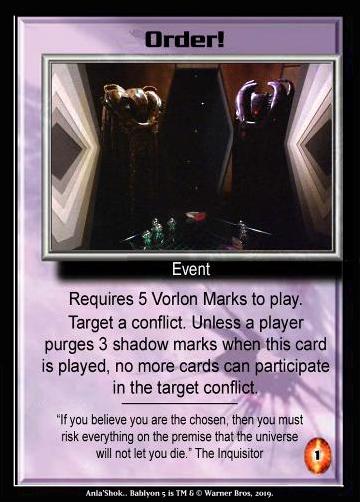 Order!
Event
Requires 5 Vorlon Marks to play.
Target a conflict. Unless a player
purges 3 shadow marks when this card
is played, no more cards can participate
in the target conflict.
“If you believe you are the chosen, then you must
risk everything on the premise that the universe
will not let you die.” The Inquisitor
1
Anla'Shok.. Bablyon 5 is TM & © Warner Bros, 2019.